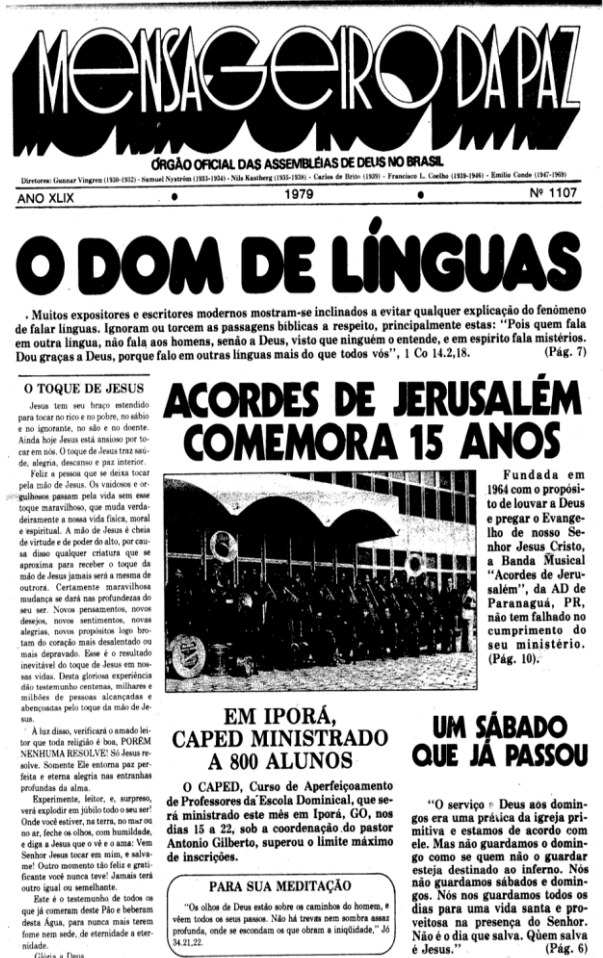 MENSAGEIRO DA PAZ
ÓRGÃO OFICIAL DAS ASSEMBLÉIAS DE DEUS NO BRASIL
Diretores: Gunnar Vingren (1930-1932) - Samuel Nyström (1933-1934) - Nils Kastberg (1935-1938) - Carlos de Brito (1939) - Francisco L. Coelho (1939-1946) - Emílio Conde (1947-1969)
ANO XLIX • 1979 • Nº 1107
O DOM DE LÍNGUAS
Muitos expositores e escritores modernos mostram-se inclinados a evitar qualquer explicação do fenômeno
de falar línguas. Ignoram ou torcem as passagens bíblicas a respeito, principalmente estas: "Pois quem fala
em outra língua, não fala aos homens, senão a Deus, visto que ninguém o entende, e em espírito fala mistérios.
Dou graças a Deus, porque falo em outras línguas mais do que todos vós", 1 Co 14.2,18. (Pág. 7)
O TOQUE DE JESUS
Jesus tem seu braço estendido
para tocar no rico e no pobre, no sábio
e no ignorante, no são e no doente.
Ainda hoje Jesus está ansioso por to-
car em nós. O toque de Jesus traz saú-
de, alegria, descanso e paz interior.
Feliz a pessoa que se deixa tocar
pela mão de Jesus. Os vaidosos e or-
gulhosos passam pela vida sem esse
toque maravilhoso, que muda verda-
deiramente a nossa vida física, moral
e espiritual. A mão de Jesus é cheia
de virtude e de poder do alto, por cau-
sa disso qualquer criatura que se
aproxima para receber o toque da
mão de Jesus jamais será a mesma de
outrora. Certamente maravilhosa
mudança se dará nas profundezas do
seu ser. Novos pensamentos, novos
desejos, novos sentimentos, novas
alegrias, novos propósitos logo bro-
tam do coração mais desalentado ou
mais depravado. Esse é o resultado
inevitável do toque de Jesus em nos-
sas vidas. Desta gloriosa experiência
dão testemunho centenas, milhares e
milhões de pessoas alcançadas e
abençoadas pelo toque da mão de Je-
sus.
À luz disso, verificará o amado lei-
tor que toda religião é boa, PORÉM
NENHUMA RESOLVE! Só Jesus re-
solve. Somente Ele entorna paz per-
feita e eterna alegria nas entranhas
profundas da alma.
Experimente, leitor, e, surpreso,
verá explodir em júbilo todo o seu ser!
Onde você estiver, na terra, no mar ou
no ar, feche os olhos, com humildade,
e diga a Jesus que o vê e o ama: Vem
Senhor Jesus tocar em mim, e salva-
me! Outro momento tão feliz e grati-
ficante você nunca teve! Jamais terá
outro igual ou semelhante.
Este é o testemunho de todos os
que já comeram deste Pão e beberam
desta Água, para nunca mais terem
fome nem sede, de eternidade a eter-
nidade.
Glória a Deus
ACORDES DE JERUSALÉM
COMEMORA 15 ANOS
Fundada em
1964 com o propósi-
to de louvar a Deus
e pregar o Evange-
lho de nosso Se-
nhor Jesus Cristo,
a Banda Musical
"Acordes de Jeru-
salém", da AD de
Paranaguá, PR,
não tem falhado no
cumprimento do
seu ministério.
(Pág. 10).
EM IPORÁ,
CAPED MINISTRADO
A 800 ALUNOS
O CAPED, Curso de Aperfeiçoamento
de Professores da Escola Dominical, que se-
rá ministrado este mês em Iporá, GO, nos
dias 15 a 22, sob a coordenação do pastor
Antonio Gilberto, superou o limite máximo
de inscrições.
PARA SUA MEDITAÇÃO
"Os olhos de Deus estão sobre os caminhos do homem, e
vêem todos os seus passos. Não há trevas nem sombra assaz
profunda, onde se escondam os que obram a iniqüidade," Jó
34.21,22.
UM SÁBADO
QUE JÁ PASSOU
"O serviço a Deus aos domin-
gos era uma prática da igreja pri-
mitiva e estamos de acordo com
ele. Mas não guardamos o domin-
go como se quem não o guardar
esteja destinado ao inferno. Nós
não guardamos sábados e domin-
gos. Nós nos guardamos todos os
dias para uma vida santa e pro-
veitosa na presença do Senhor.
Não é o dia que salva. Quem salva
é Jesus." (Pág. 6)